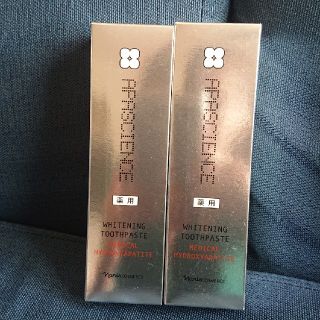 APASCIENCE
薬用
WHITENING
TOOTHPASTE
MEDICAL
HYDROXYAPATITE
APASCIENCE
薬用
WHITENING
TOOTHPASTE
MEDICAL
HYDROXYAPATITE